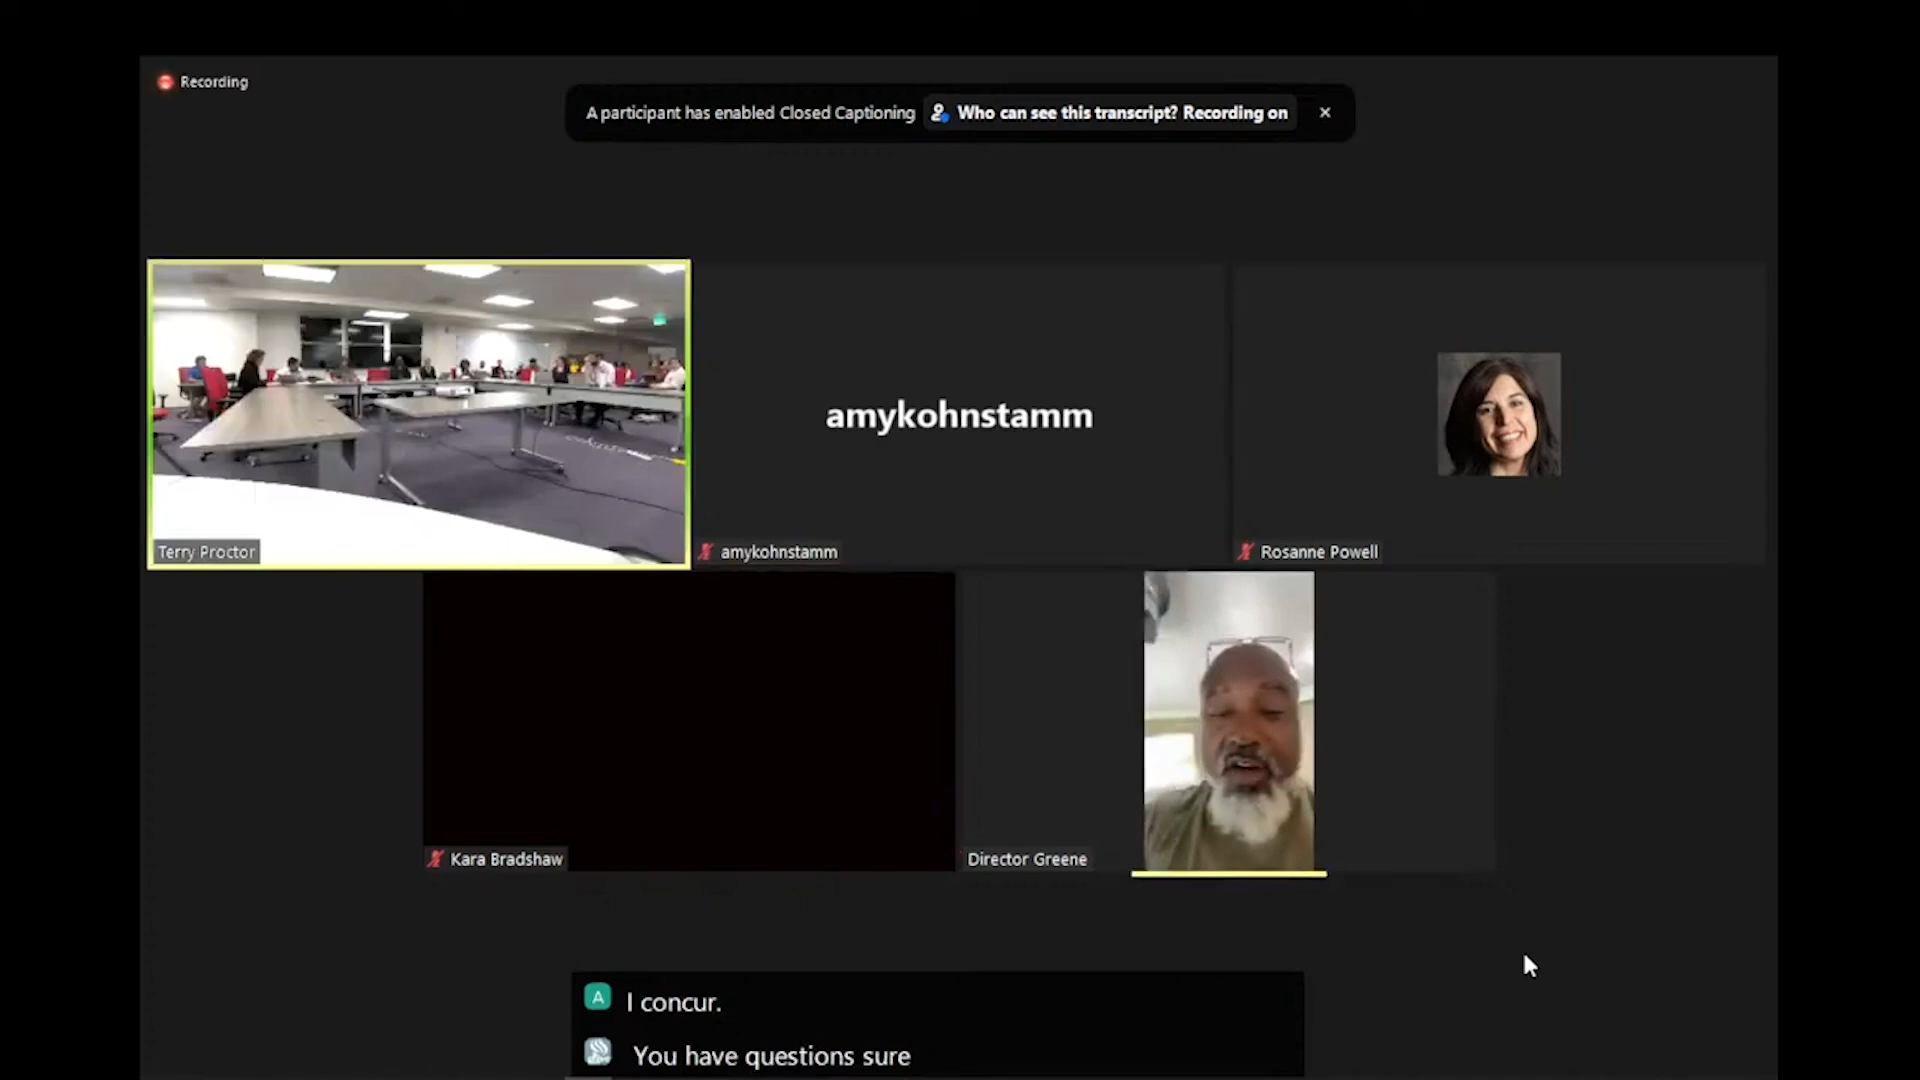 Recording
A participant has enabled Closed Captioning Who can see this transcript? Recording on
amykohnstamm
Terry Proctor
amykohnstamm
Rosanne Powell
Kara Bradshaw
Director Greene
A I concur.
You have questions sure